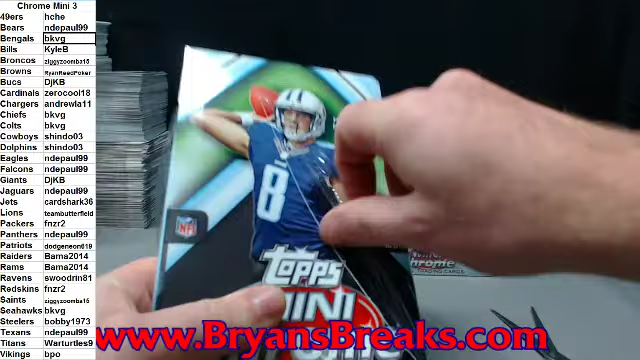 Chrome Mini 3
49ers hche
Bears ndepaul99
Bengals bkvg
Bills KyleB
Broncos ziggyzoomba15
Browns RyanReedPoker
Bucs DjKB
Cardinals zerocool18
Chargers andrewla11
Chiefs bkvg
Colts bkvg
Cowboys shindo03
Dolphins shindo03
Eagles ndepaul99
Falcons ndepaul99
Giants DjKB
Jaguars ndepaul99
Jets cardshark36
Lions teambutterfield
Packers fnzr2
Panthers ndepaul99
Patriots dodgeneon619
Raiders Bama2014
Rams Bama2014
Ravens swoodrin81
Redskins fnzr2
Saints ziggyzoomba15
Seahawks bkvg
Steelers bobby1973
Texans ndepaul99
Titans Warturtles9
Vikings bpo
8
NFL
topps
MINI
TRADING CARDS
www.BryansBreaks.com